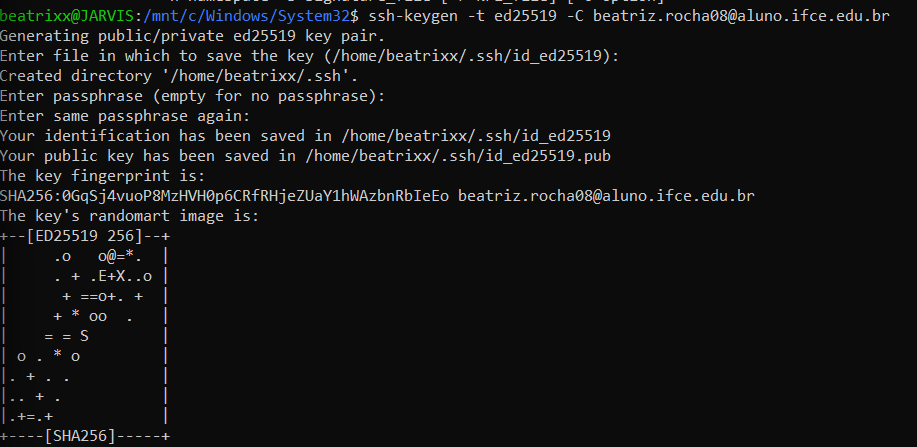 beatrixx@JARVIS:/mnt/c/Windows/System32$ ssh-keygen -t ed25519 -C beatriz.rocha08@aluno.ifce.edu.br
Generating public/private ed25519 key pair.
Enter file in which to save the key (/home/beatrixx/.ssh/id_ed25519):
Created directory '/home/beatrixx/.ssh'.
Enter passphrase (empty for no passphrase):
Enter same passphrase again:
Your identification has been saved in /home/beatrixx/.ssh/id_ed25519
Your public key has been saved in /home/beatrixx/.ssh/id_ed25519.pub
The key fingerprint is:
SHA256:0GqSj4vuoP8MzHVH0p6CRfRHjeZUaY1hWAzbnRbIeEo beatriz.rocha08@aluno.ifce.edu.br
The key's randomart image is:
+--[ED25519 256]--+
|     .o   o@=*.  |
|     . + .E+X..o |
|      + ==o+. +  |
|     + * oo  .   |
|    = = S        |
| o . * o         |
|. + . .          |
|.. + .           |
|.+=.+            |
+----[SHA256]-----+